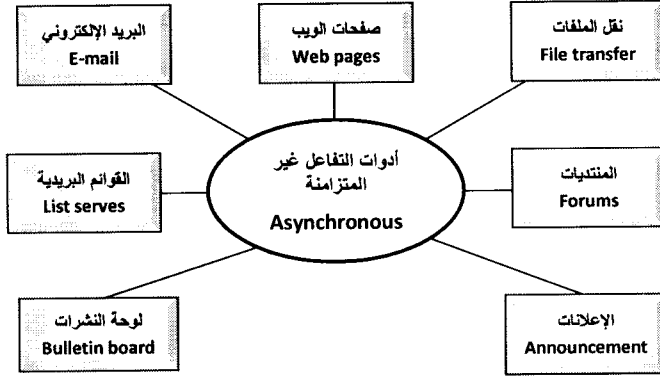 البريد الإلكتروني
E-mail
صفحات الويب
Web pages
نقل الملفات
File transfer
القوائم البريدية
List serves
أدوات التفاعل غير
المتزامنة
Asynchronous
المنتديات
Forums
لوحة النشرات
Bulletin board
الإعلانات
Announcement